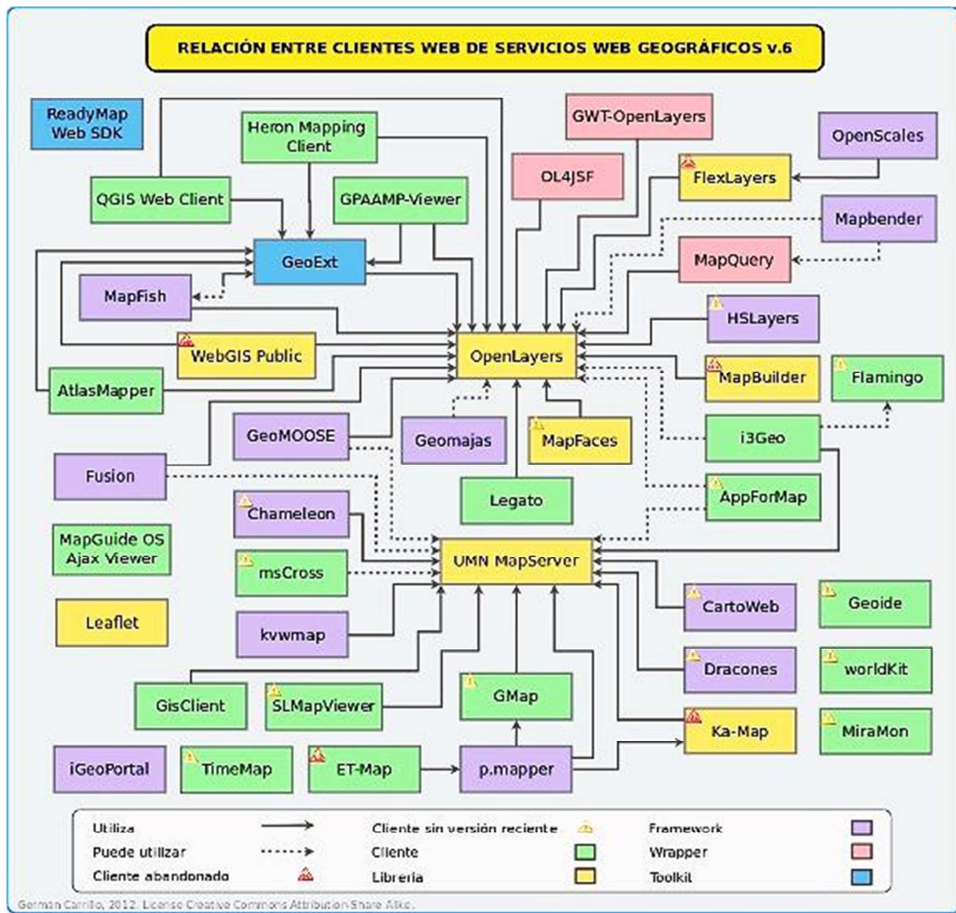 RELACIÓN ENTRE CLIENTES WEB DE SERVICIOS WEB GEOGRÁFICOS v.6
ReadyMap
Web SDK
Heron Mapping
Client
GWT-OpenLayers
OpenScales
OL4JSF
FlexLayers
QGIS Web Client
GPAAMP-Viewer
Mapbender
GeoExt
MapQuery
MapFish
HSLayers
WebGIS Public
OpenLayers
MapBuilder
Flamingo
AtlasMapper
GeoMOOSE
Geomajas
MapFaces
i3Geo
Fusion
Legato
AppForMap
Chameleon
MapGuide OS
Ajax Viewer
UMN MapServer
msCross
CartoWeb
Geoide
Leaflet
kvwmap
Dracones
worldKit
GisClient
SLMapViewer
GMap
Ka-Map
MiraMon
iGeoPortal
TimeMap
ET-Map
p.mapper
Utiliza
Cliente sin versión reciente
Framework
Puede utilizar
Cliente
Wrapper
Cliente abandonado
Librería
Toolkit
Germán Carrillo, 2012. License Creative Commons Attribution-Share Alike.